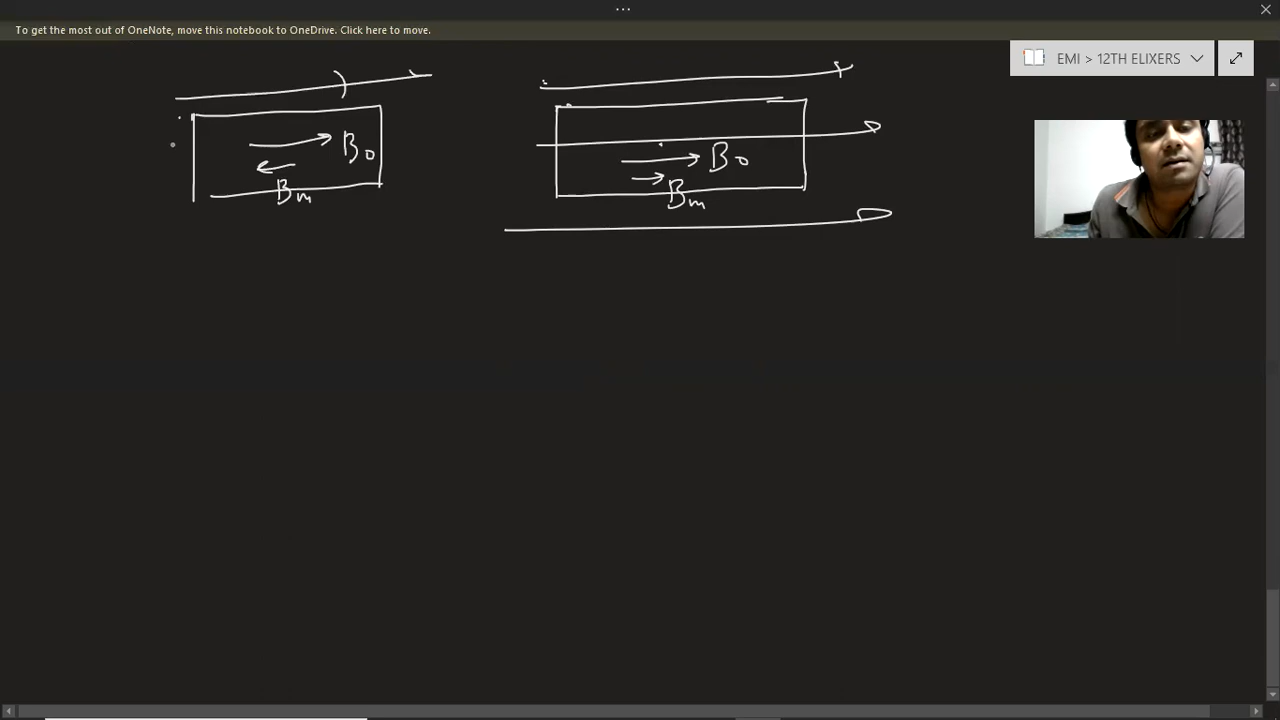 ...
To get the most out of OneNote, move this notebook to OneDrive. Click here to move.
EMI > 12TH ELIXERS
B0
Bm
B0
Bm